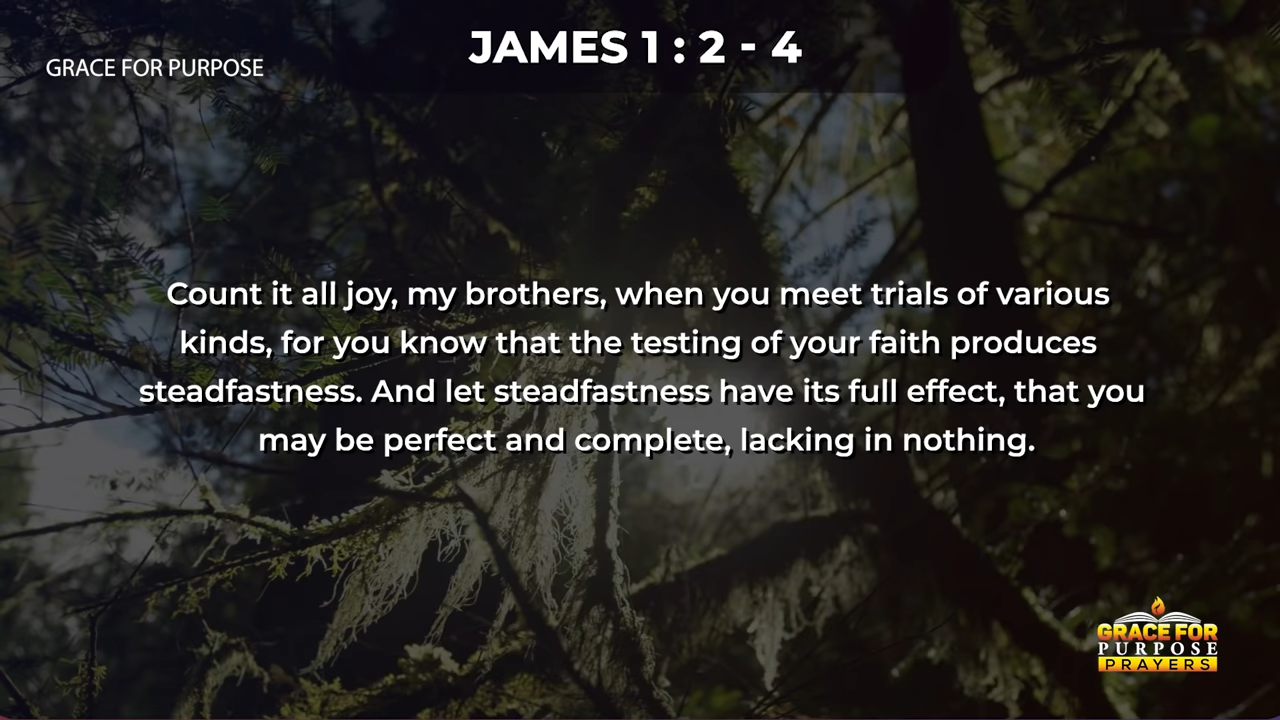 JAMES 1 : 2 - 4
GRACE FOR PURPOSE
Count it all joy, my brothers, when you meet trials of various
kinds, for you know that the testing of your faith produces
steadfastness. And let steadfastness have its full effect, that you
may be perfect and complete, lacking in nothing.
GRACE FOR
PURPOSE
PRAYERS